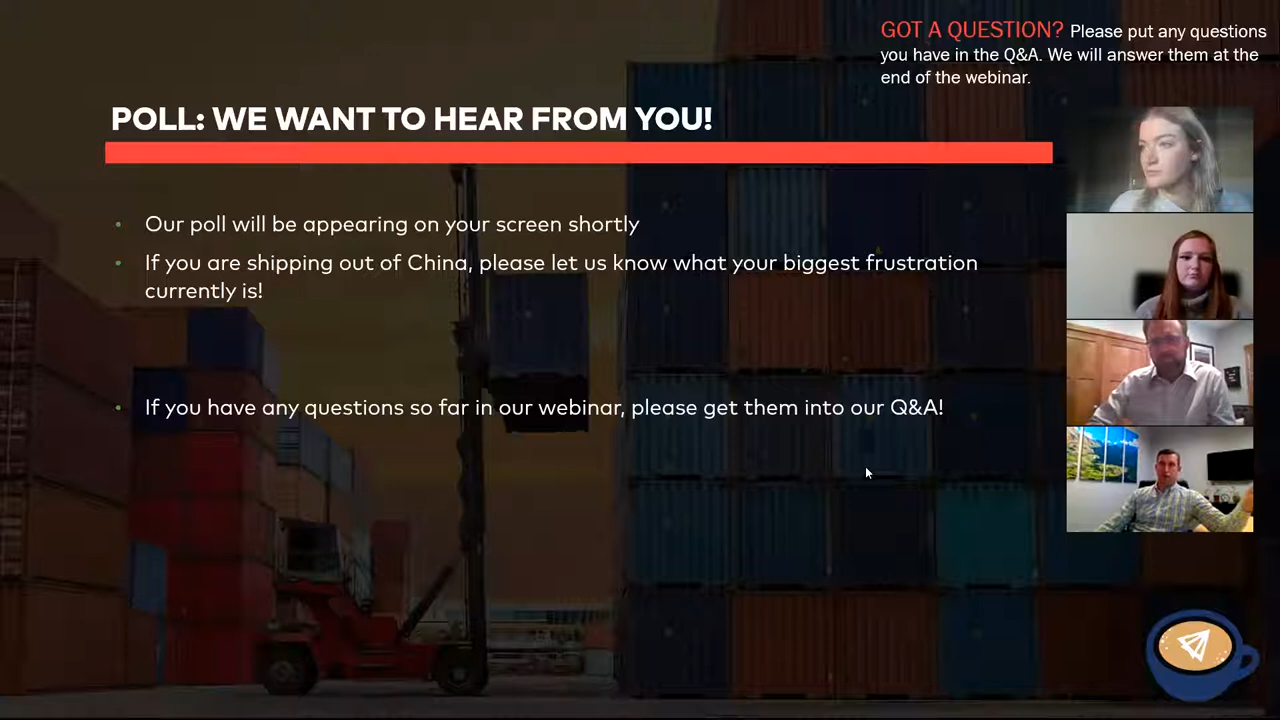 GOT A QUESTION? Please put any questions
you have in the Q&A. We will answer them at the
end of the webinar.
POLL: WE WANT TO HEAR FROM YOU!
• Our poll will be appearing on your screen shortly
• If you are shipping out of China, please let us know what your biggest frustration
currently is!
• If you have any questions so far in our webinar, please get them into our Q&A!